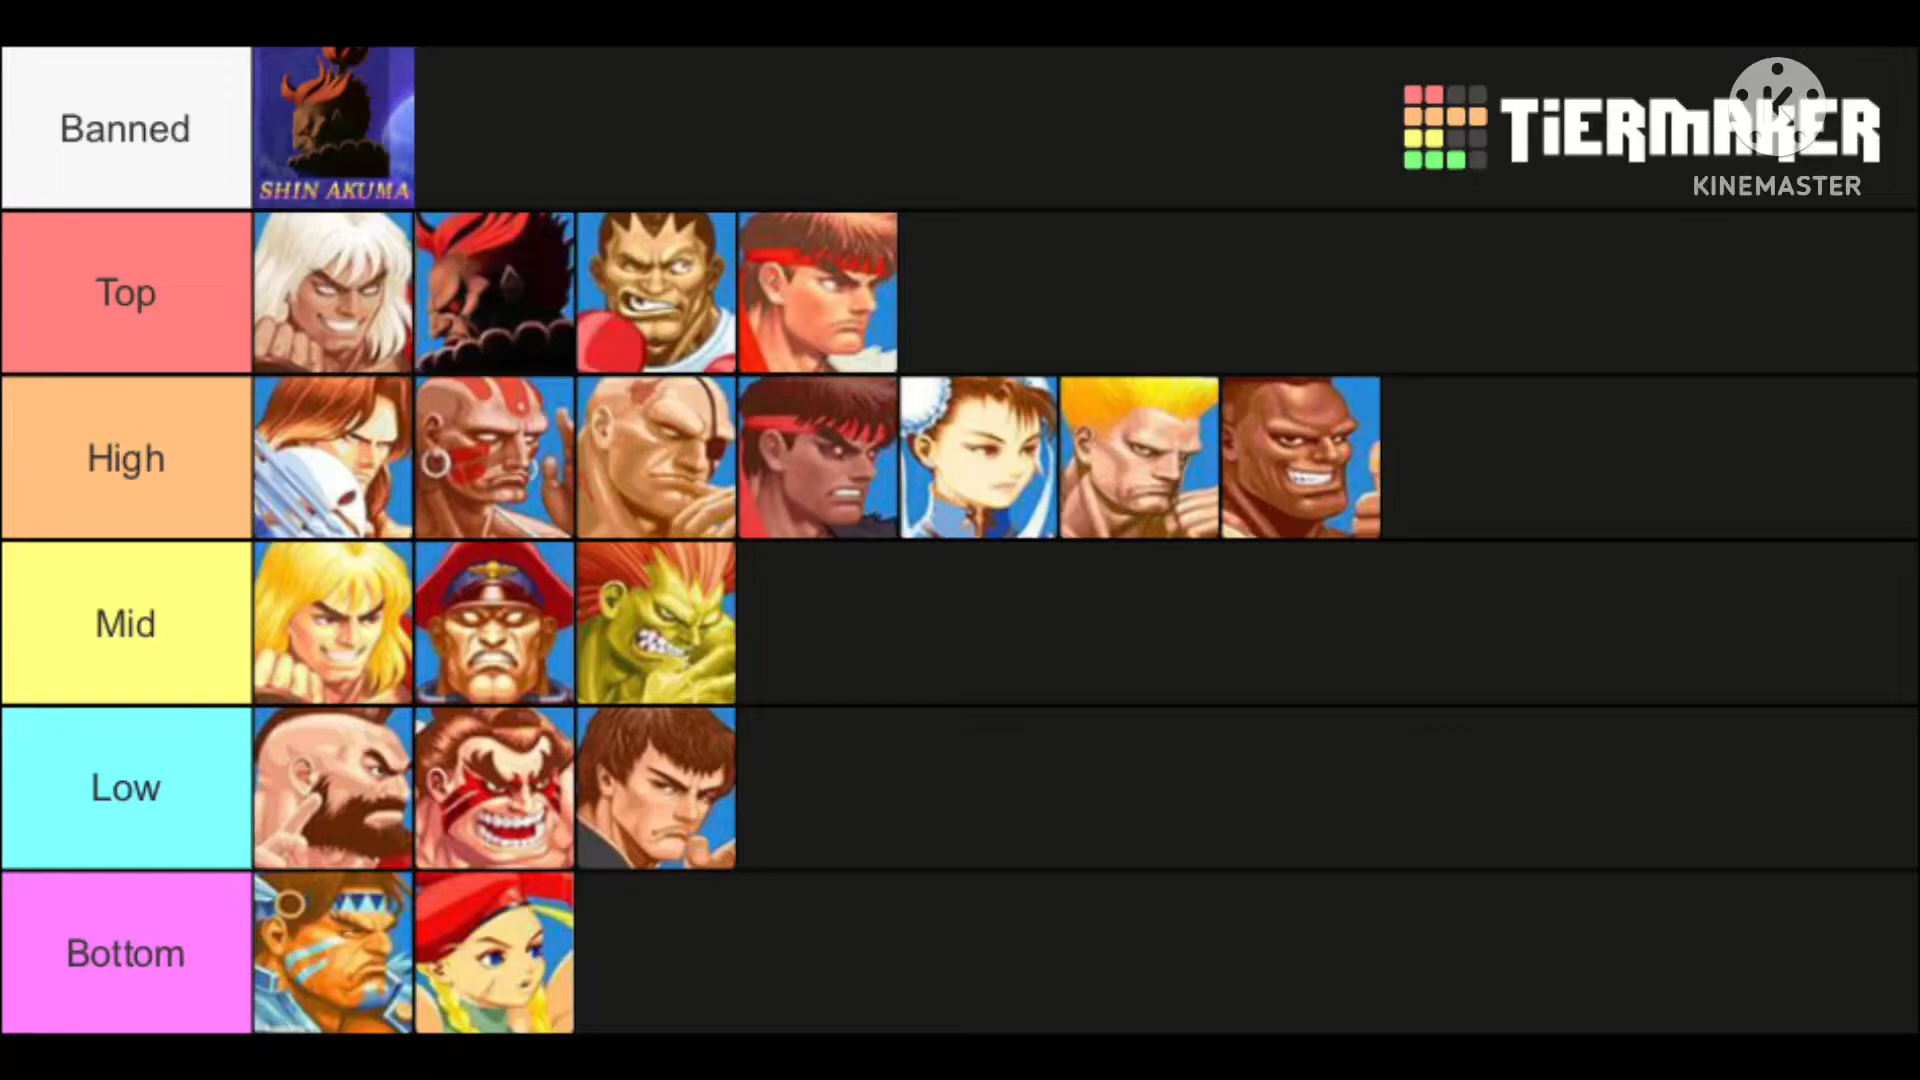 Banned
SHIN AKUMA
TiERMAKER
KINEMASTER
Top
High
Mid
Low
Bottom